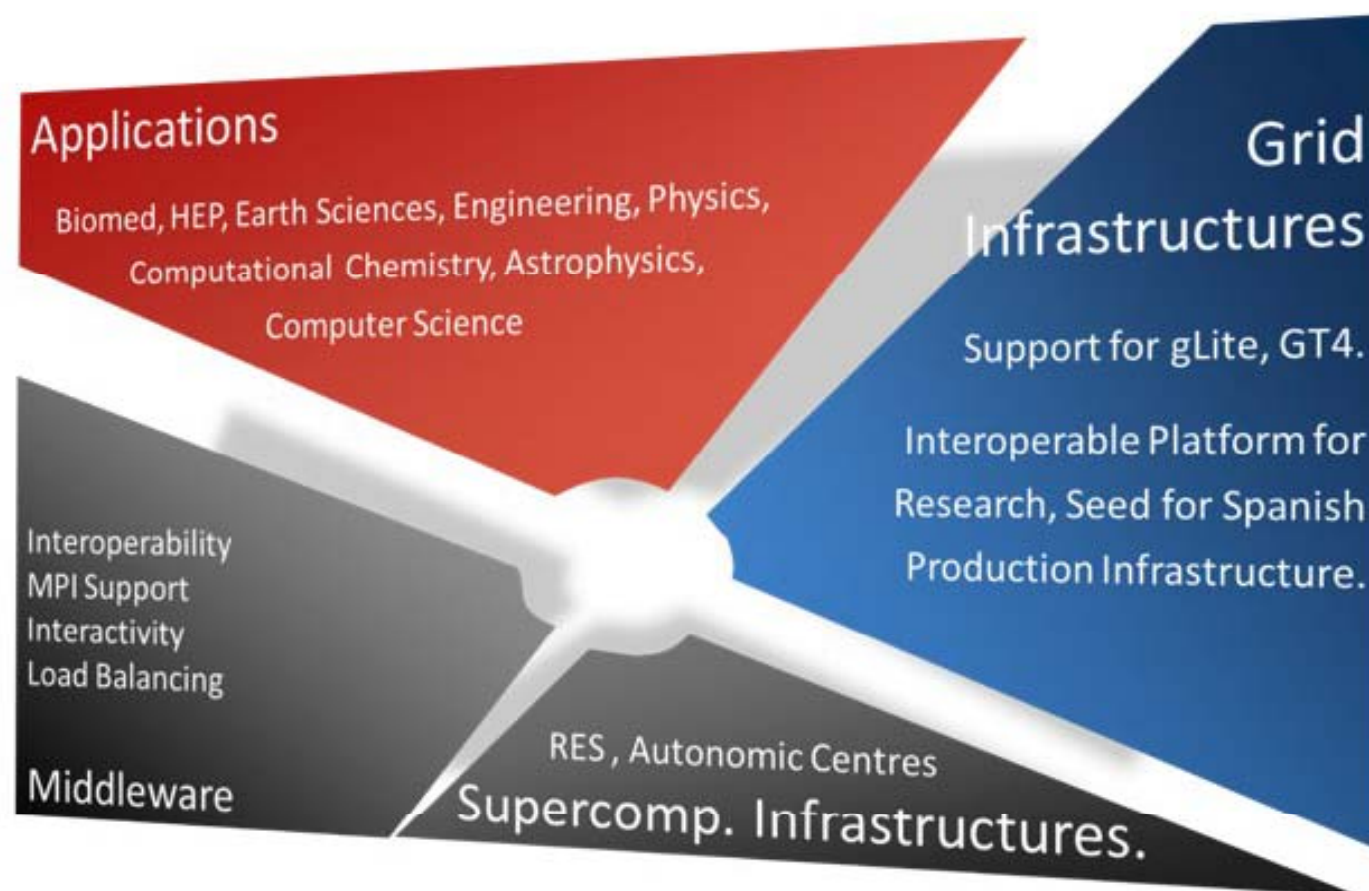 Applications
Biomed, HEP, Earth Sciences, Engineering, Physics,
Computational Chemistry, Astrophysics,
Computer Science
Grid
Infrastructures
Support for gLite, GT4.
Interoperable Platform for
Research, Seed for Spanish
Production Infrastructure.
Interoperability
MPI Support
Interactivity
Load Balancing
Middleware
RES , Autonomic Centres
Supercomp. Infrastructures.